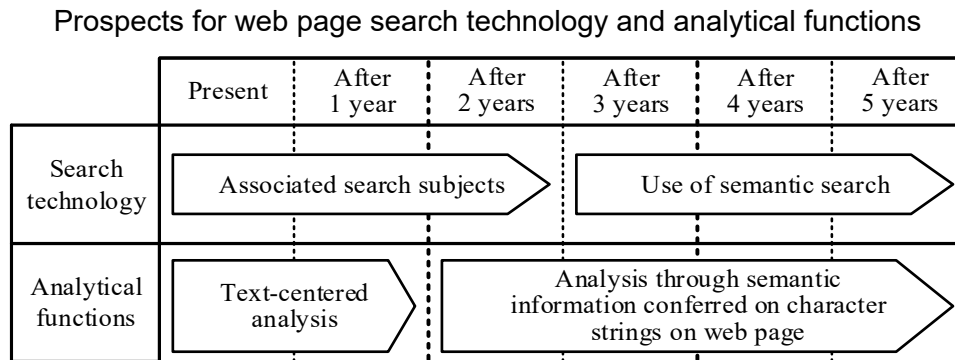 Prospects for web page search technology and analytical functions
Present
After
1 year
After
2 years
After
3 years
After
4 years
After
5 years
Search
technology
Associated search subjects
Use of semantic search
Analytical
functions
Text-centered
analysis
Analysis through semantic
information conferred on character
strings on web page